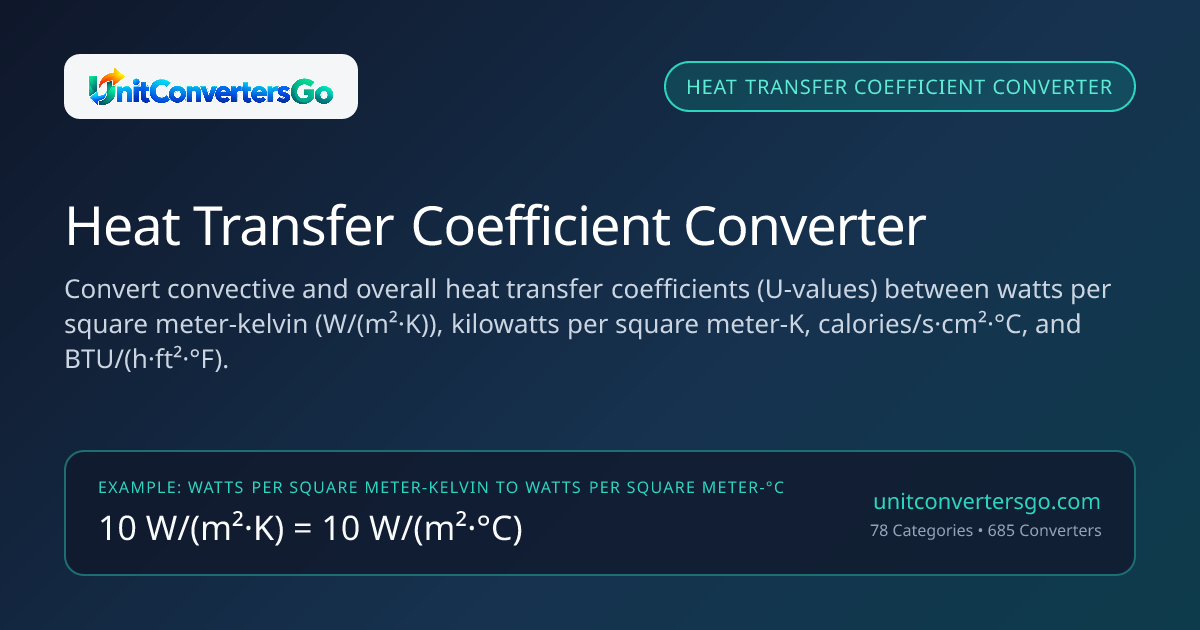 UnitConvertersGo
HEAT TRANSFER COEFFICIENT CONVERTER
Heat Transfer Coefficient Converter
Convert convective and overall heat transfer coefficients (U-values) between watts per
square meter-kelvin (W/(m²·K)), kilowatts per square meter-K, calories/s·cm²·°C, and
BTU/(h·ft²·°F).
EXAMPLE: WATTS PER SQUARE METER-KELVIN TO WATTS PER SQUARE METER-°C
10 W/(m²·K) = 10 W/(m²·°C)
unitconvertersgo.com
78 Categories • 685 Converters